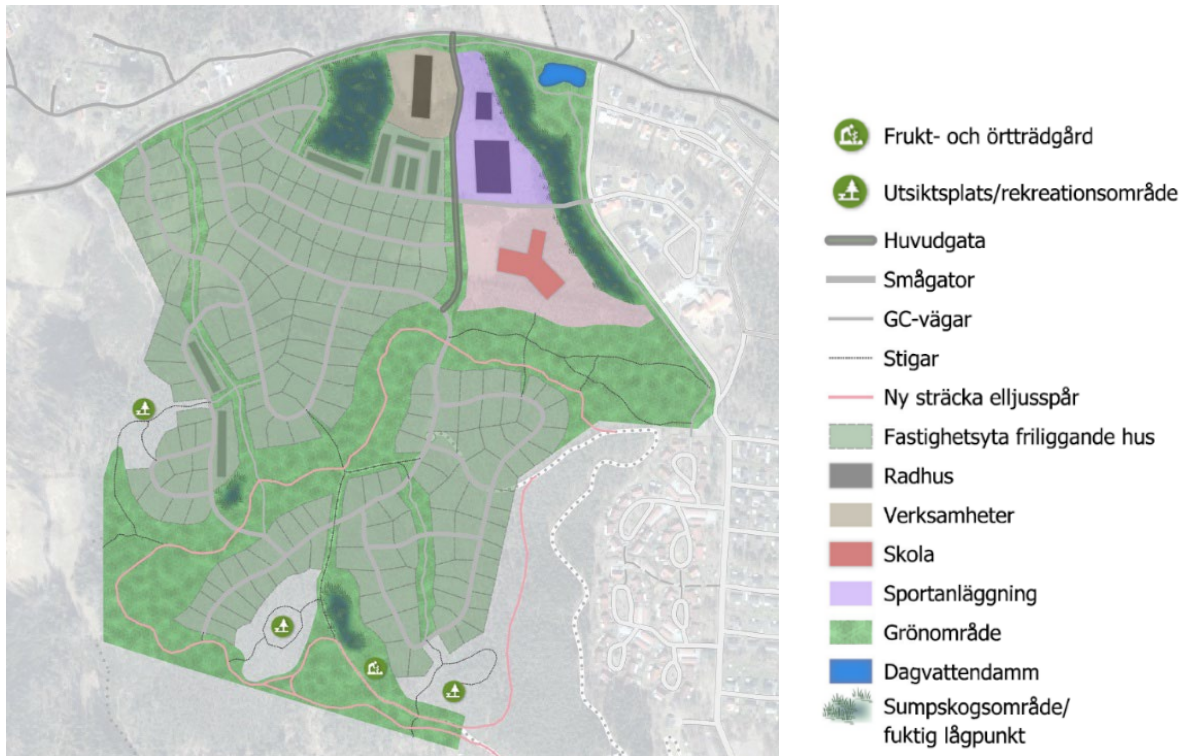 Frukt- och örtträdgård
Utsiktsplats/rekreationsområde
Huvudgata
Smågator
GC-vägar
Stigar
Ny sträcka elljusspår
Fastighetsyta friliggande hus
Radhus
Verksamheter
Skola
Sportanläggning
Grönområde
Dagvattendamm
Sumpskogsområde/
fuktig lågpunkt